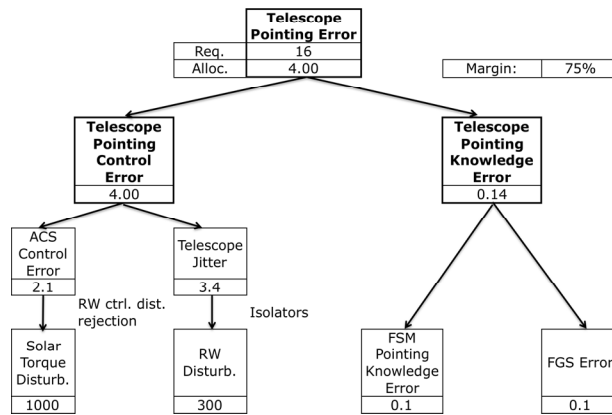 Telescope
Pointing Error
Req. 16
Alloc. 4.00
Margin: 75%
Telescope
Pointing
Control
Error
4.00
Telescope
Pointing
Knowledge
Error
0.14
ACS
Control
Error
2.1
Telescope
Jitter
3.4
RW ctrl. dist.
rejection
Isolators
Solar
Torque
Disturb.
1000
RW
Disturb.
300
FSM
Pointing
Knowledge
Error
0.1
FGS Error
0.1